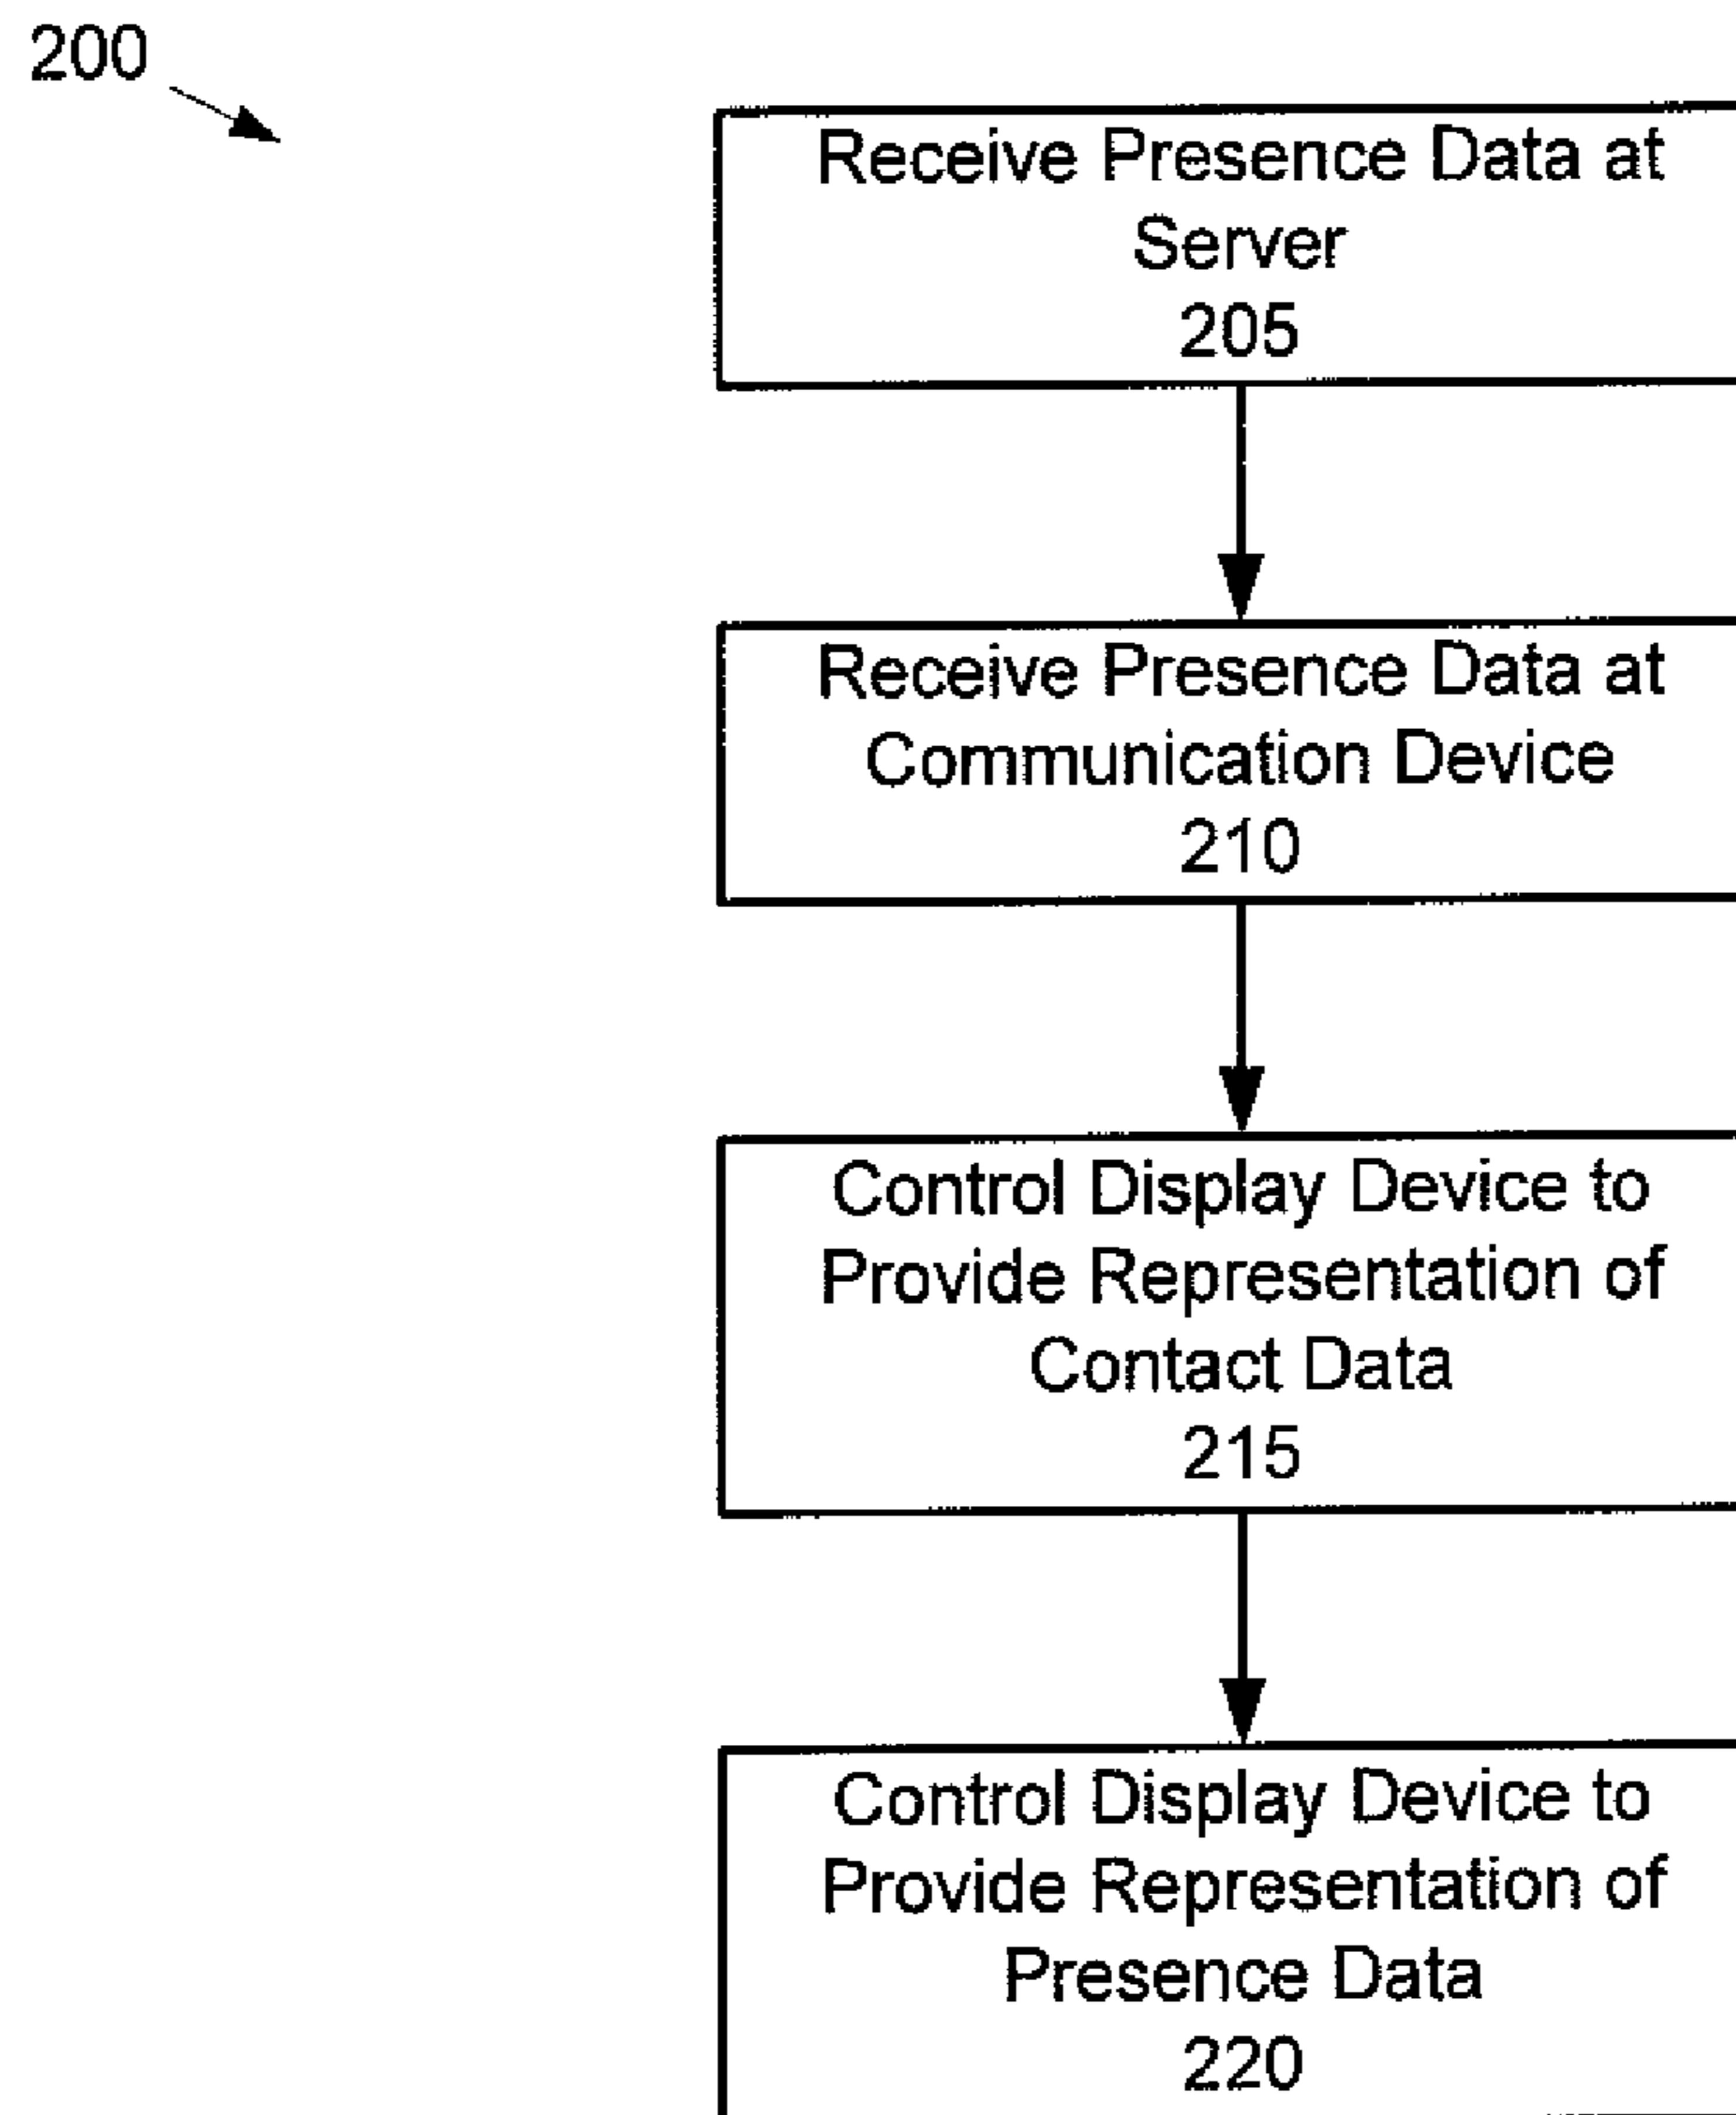 200
Receive Presence Data at
Server
205
Receive Presence Data at
Communication Device
210
Control Display Device to
Provide Representation of
Contact Data
215
Control Display Device to
Provide Representation of
Presence Data
220